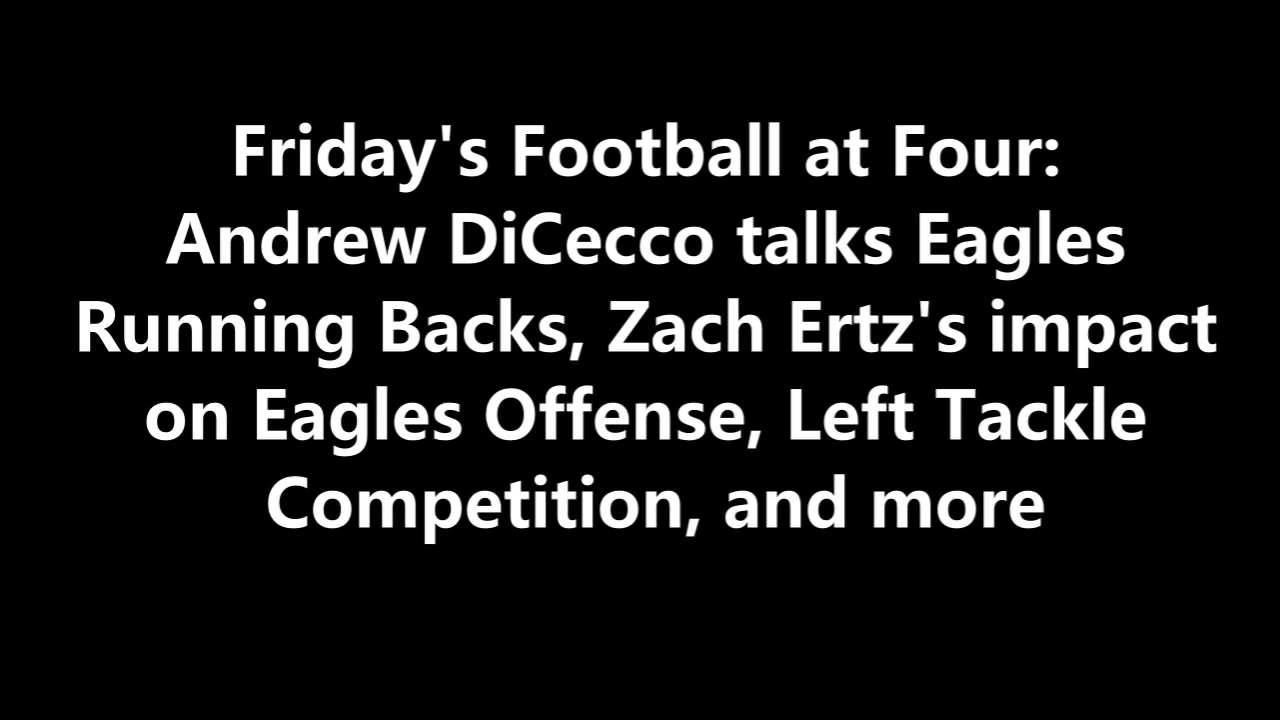 Friday's Football at Four:
Andrew DiCecco talks Eagles
Running Backs, Zach Ertz's impact
on Eagles Offense, Left Tackle
Competition, and more